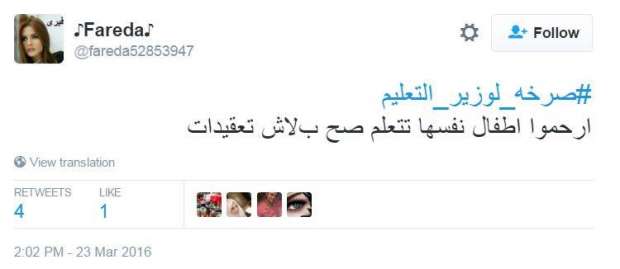 ♪Fareda♪
@fareda52853947
Follow
#صرخه_لوزير_التعليم
ارحموا اطفال نفسها تتعلم صح بلاش تعقيدات
View translation
RETWEETS LIKE
4 1
2:02 PM - 23 Mar 2016